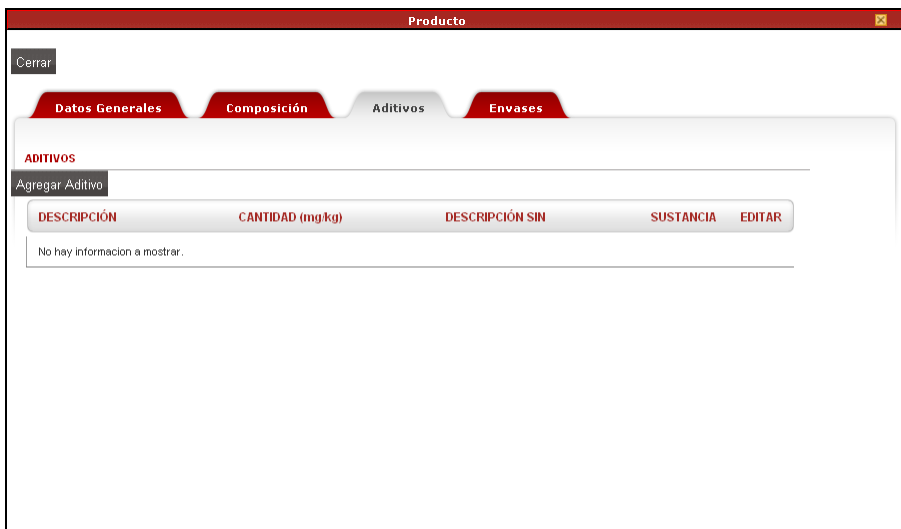 Producto
Cerrar
Datos Generales Composición Aditivos Envases
ADITIVOS
Agregar Aditivo
DESCRIPCIÓN CANTIDAD (mg/kg) DESCRIPCIÓN SIN SUSTANCIA EDITAR
No hay informacion a mostrar.